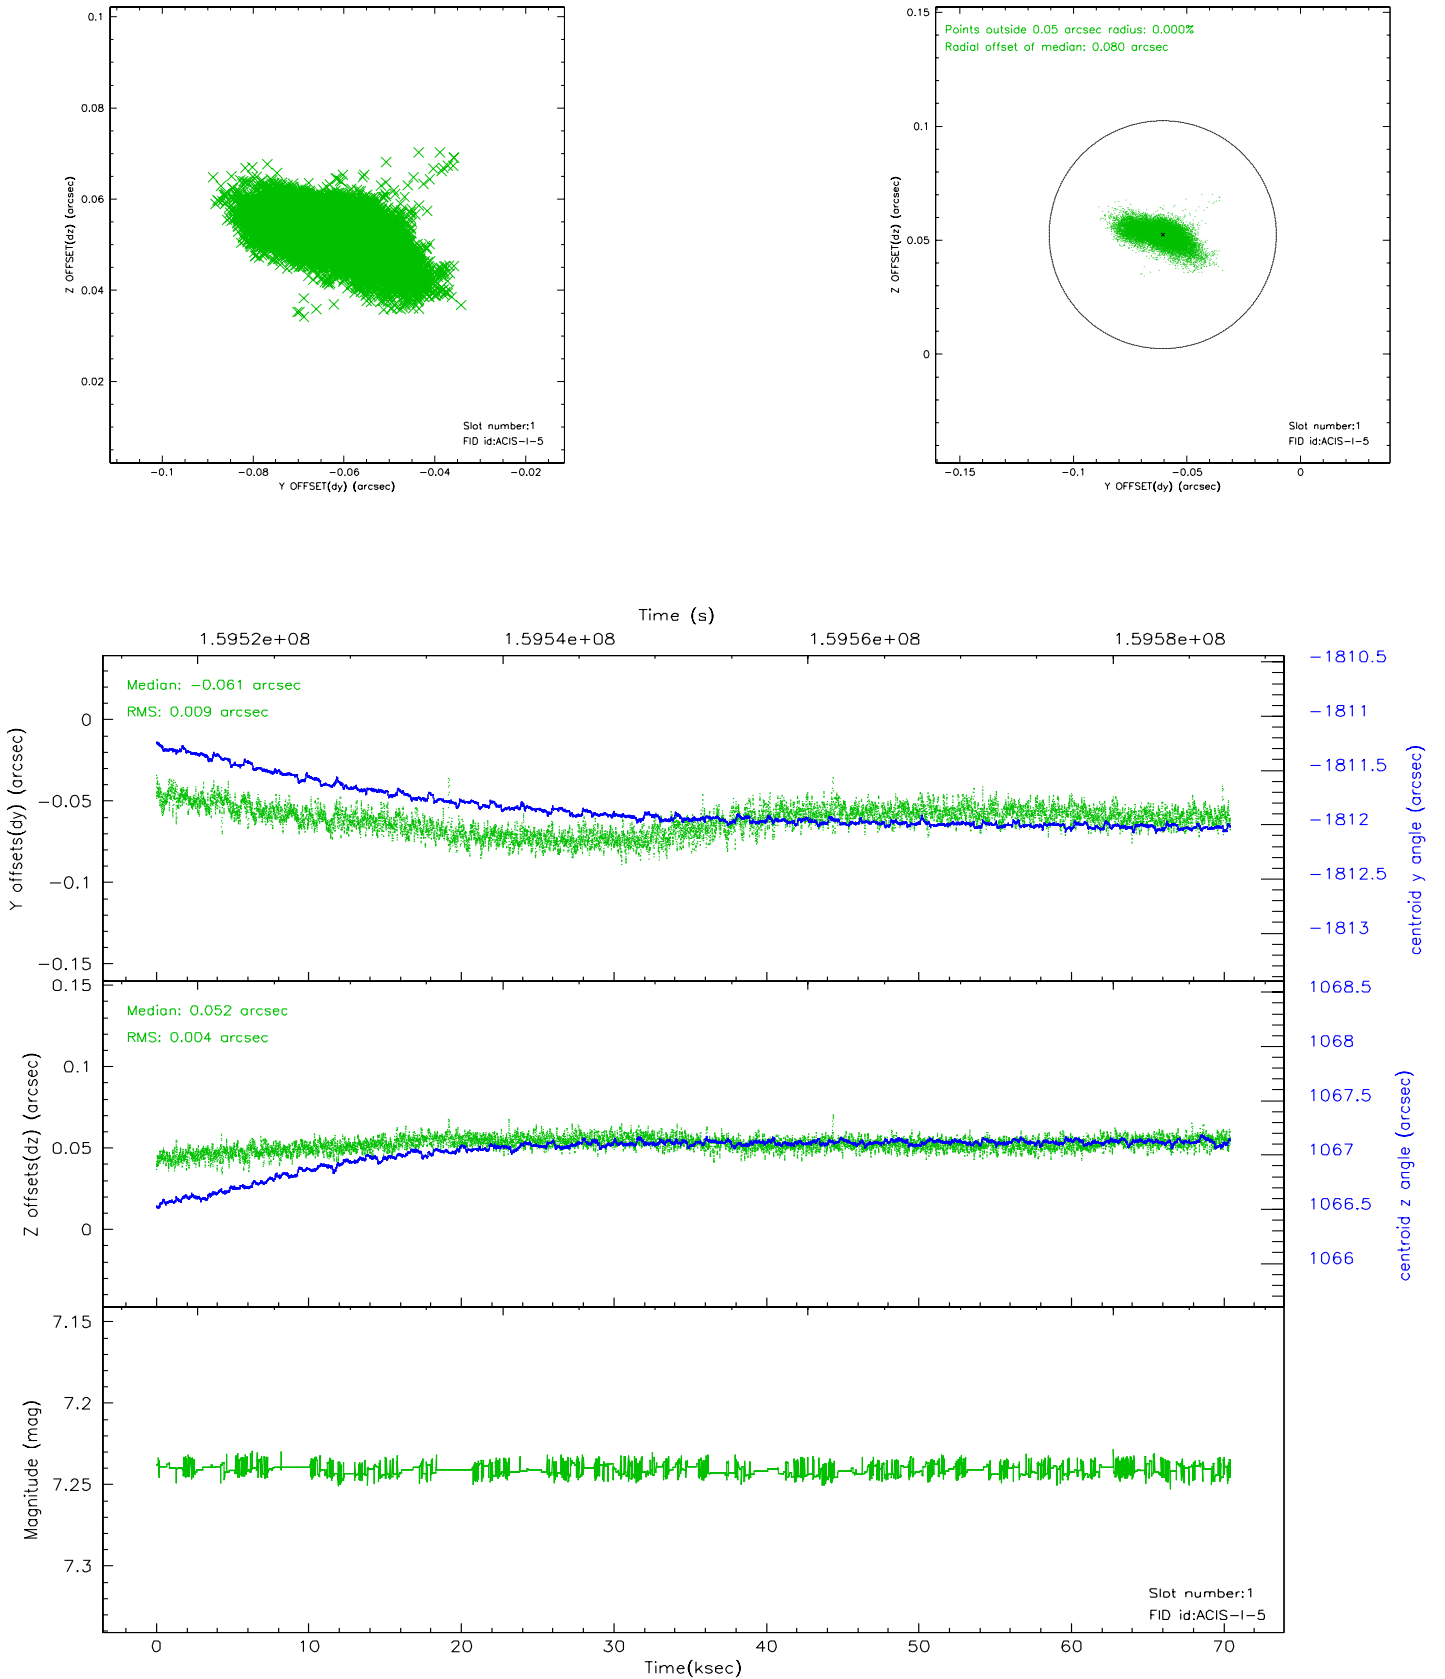 0.1
0.08
0.06
0.04
0.02
Z OFFSET(dz) (arcsec)
Slot number:1
FID id:ACIS-I-5
-0.1 -0.08 -0.06 -0.04 -0.02
Y OFFSET(dy) (arcsec)
0.15
Points outside 0.05 arcsec radius: 0.000%
Radial offset of median: 0.080 arcsec
0.1
0.05
0
Z OFFSET(dz) (arcsec)
Slot number:1
FID id:ACIS-I-5
-0.15 -0.1 -0.05 0
Y OFFSET(dy) (arcsec)
Time (s)
1.5952e+08 1.5954e+08 1.5956e+08 1.5958e+08
Median: -0.061 arcsec
RMS: 0.009 arcsec
0
-0.05
-0.1
-0.15
Y offsets(dy) (arcsec)
-1810.5
-1811
-1811.5
-1812
-1812.5
-1813
centroid y angle (arcsec)
Median: 0.052 arcsec
RMS: 0.004 arcsec
0.15
0.1
0.05
0
Z offsets(dz) (arcsec)
1068.5
1068
1067.5
1067
1066.5
1066
centroid z angle (arcsec)
7.15
7.2
7.25
7.3
Magnitude (mag)
Slot number:1
FID id:ACIS-I-5
0 10 20 30 40 50 60 70
Time(ksec)